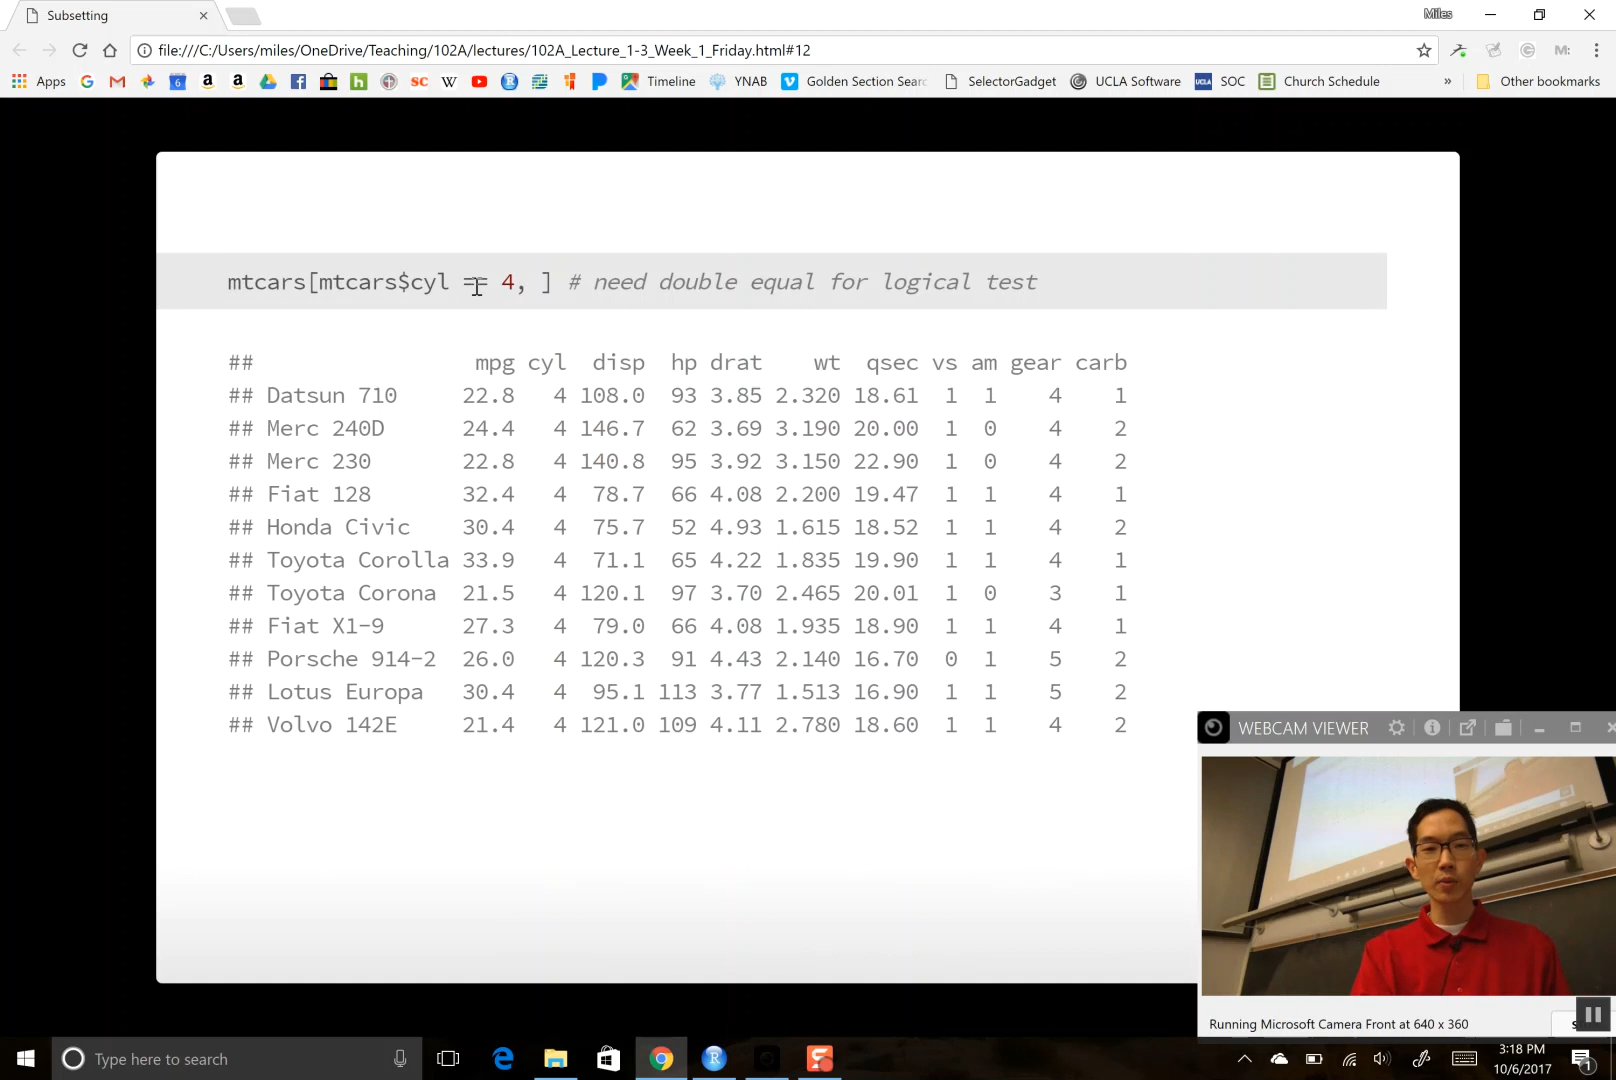 Subsetting
Miles
file:///C:/Users/miles/OneDrive/Teaching/102A/lectures/102A_Lecture_1-3_Week_1_Friday.html#12
M:
Apps
Timeline
YNAB
Golden Section Searc
SelectorGadget
UCLA Software
SOC
Church Schedule
Other bookmarks
mtcars[mtcars$cyl == 4, ] # need double equal for logical test
## mpg cyl disp hp drat wt qsec vs am gear carb
## Datsun 710 22.8 4 108.0 93 3.85 2.320 18.61 1 1 4 1
## Merc 240D 24.4 4 146.7 62 3.69 3.190 20.00 1 0 4 2
## Merc 230 22.8 4 140.8 95 3.92 3.150 22.90 1 0 4 2
## Fiat 128 32.4 4 78.7 66 4.08 2.200 19.47 1 1 4 1
## Honda Civic 30.4 4 75.7 52 4.93 1.615 18.52 1 1 4 2
## Toyota Corolla 33.9 4 71.1 65 4.22 1.835 19.90 1 1 4 1
## Toyota Corona 21.5 4 120.1 97 3.70 2.465 20.01 1 0 3 1
## Fiat X1-9 27.3 4 79.0 66 4.08 1.935 18.90 1 1 4 1
## Porsche 914-2 26.0 4 120.3 91 4.43 2.140 16.70 0 1 5 2
## Lotus Europa 30.4 4 95.1 113 3.77 1.513 16.90 1 1 5 2
## Volvo 142E 21.4 4 121.0 109 4.11 2.780 18.60 1 1 4 2
WEBCAM VIEWER
Running Microsoft Camera Front at 640 x 360
Type here to search
3:18 PM
10/6/2017